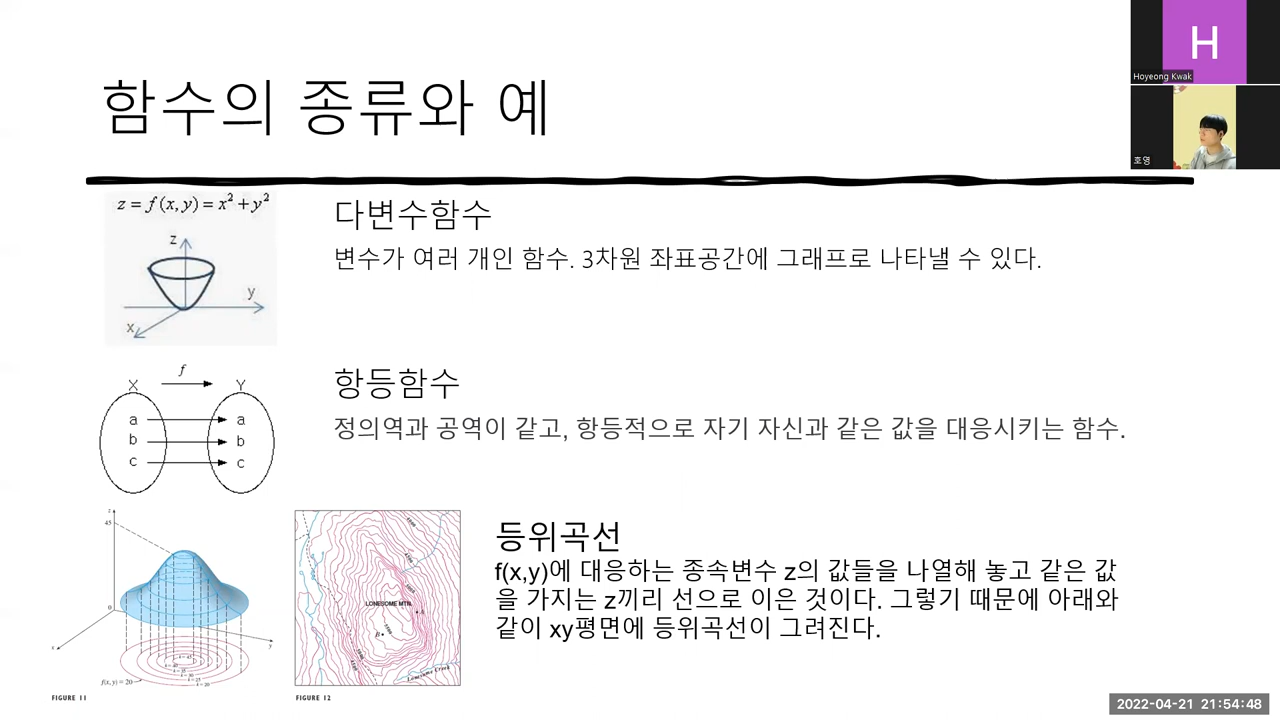 함수의 종류와 예
H
Hoyeong Kwak
호영
z = f(x, y) = x² + y²
z
y
x
다변수함수
변수가 여러 개인 함수. 3차원 좌표공간에 그래프로 나타낼 수 있다.
f
X Y
a a
b b
c c
항등함수
정의역과 공역이 같고, 항등적으로 자기 자신과 같은 값을 대응시키는 함수.
z
45
0
x
y
f(x, y) = 20
FIGURE 11
LONESOME MTN.
Lonesome Creek
FIGURE 12
등위곡선
f(x,y)에 대응하는 종속변수 z의 값들을 나열해 놓고 같은 값
을 가지는 z끼리 선으로 이은 것이다. 그렇기 때문에 아래와
같이 xy평면에 등위곡선이 그려진다.
2022-04-21 21:54:48